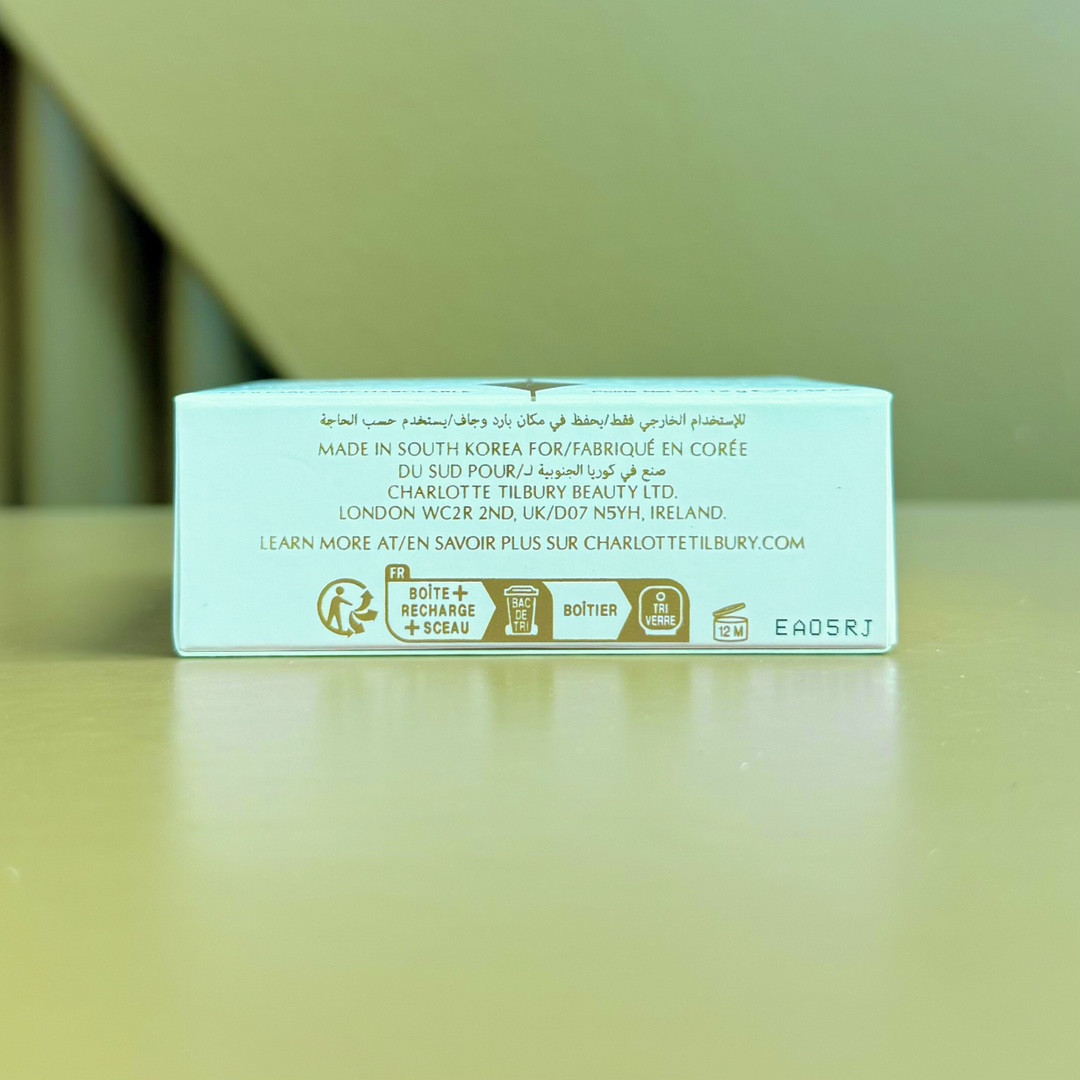 للإستخدام الخارجي فقط/يحفظ في مكان بارد وجاف/يستخدم حسب الحاجة
MADE IN SOUTH KOREA FOR/FABRIQUÉ EN CORÉE
DU SUD POUR/صنع في كوريا الجنوبية لـ
CHARLOTTE TILBURY BEAUTY LTD.
LONDON WC2R 2ND, UK/D07 N5YH, IRELAND.
LEARN MORE AT/EN SAVOIR PLUS SUR CHARLOTTETILBURY.COM
FR
BOÎTE +
RECHARGE
+ SCEAU
BAC
DE
TRI
BOÎTIER
TRI
VERRE
12 M
EA05RJ